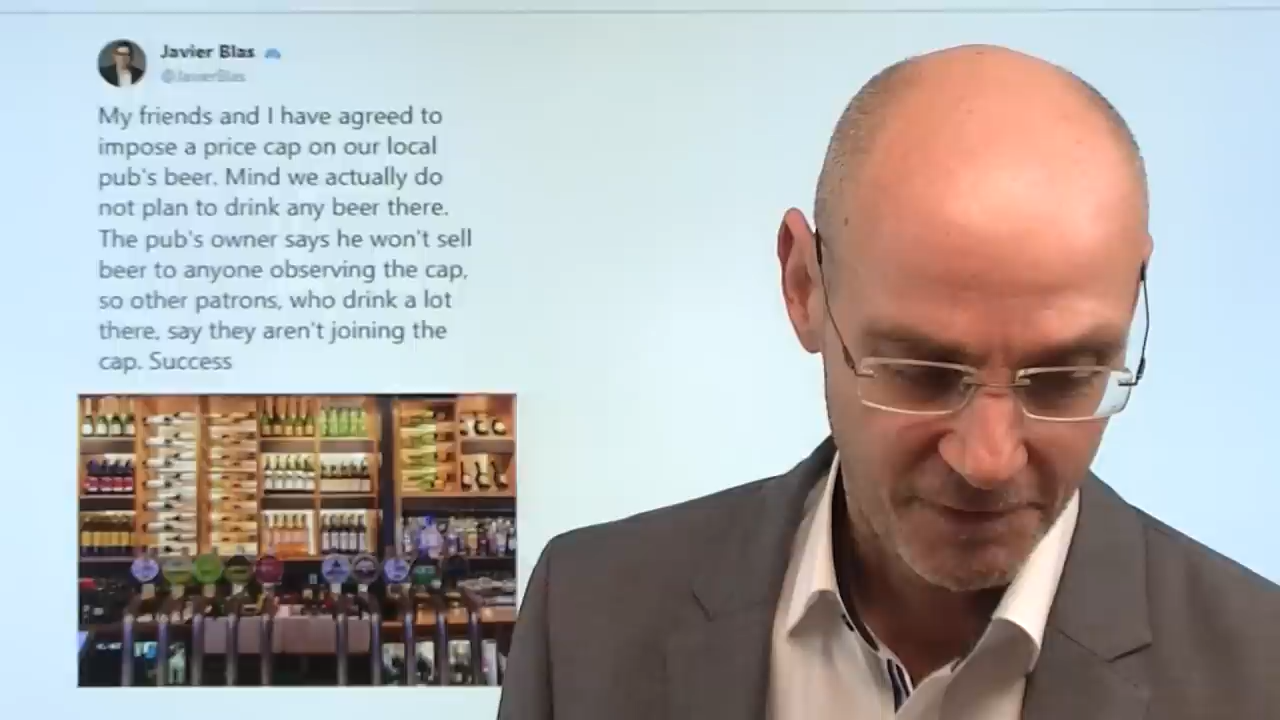 Javier Blas
@JavierBlas
My friends and I have agreed to
impose a price cap on our local
pub's beer. Mind we actually do
not plan to drink any beer there.
The pub's owner says he won't sell
beer to anyone observing the cap,
so other patrons, who drink a lot
there, say they aren't joining the
cap. Success